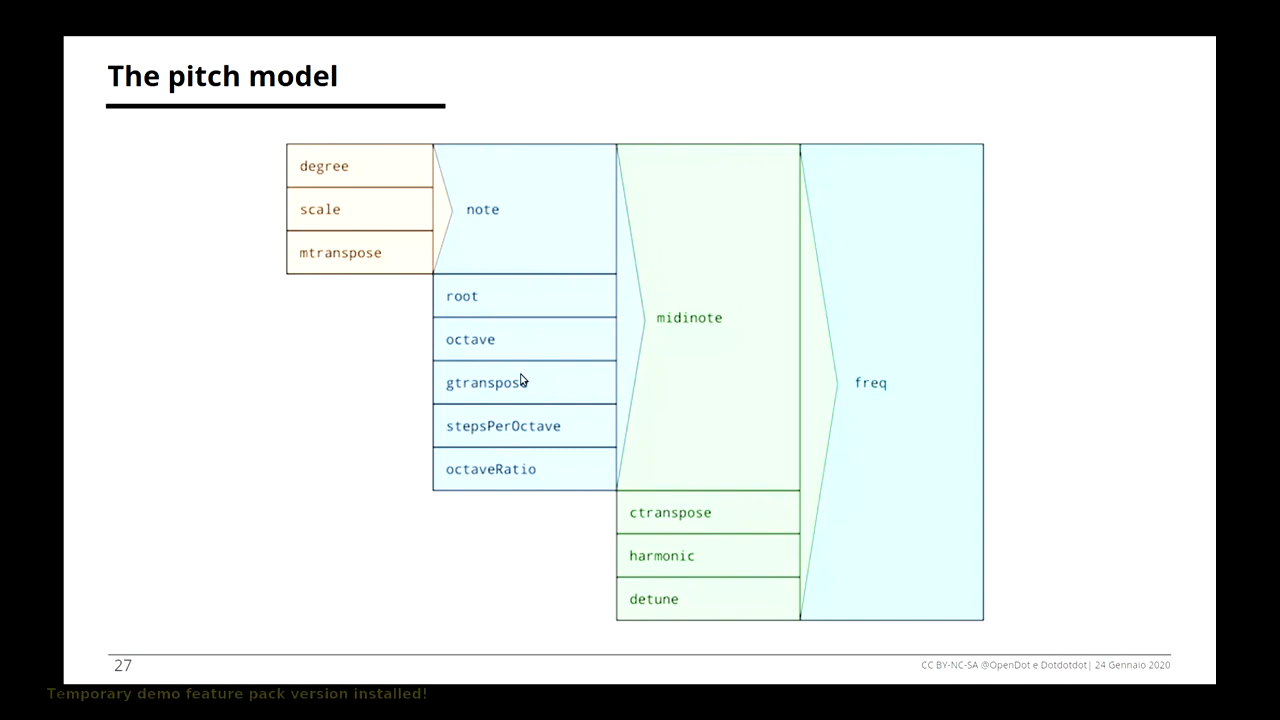 The pitch model
degree
scale
mtranspose
note
root
octave
gtranspose
stepsPerOctave
octaveRatio
midinote
ctranspose
harmonic
detune
freq
27
CC BY-NC-SA @OpenDot e Dotdotdot| 24 Gennaio 2020
Temporary demo feature pack version installed!